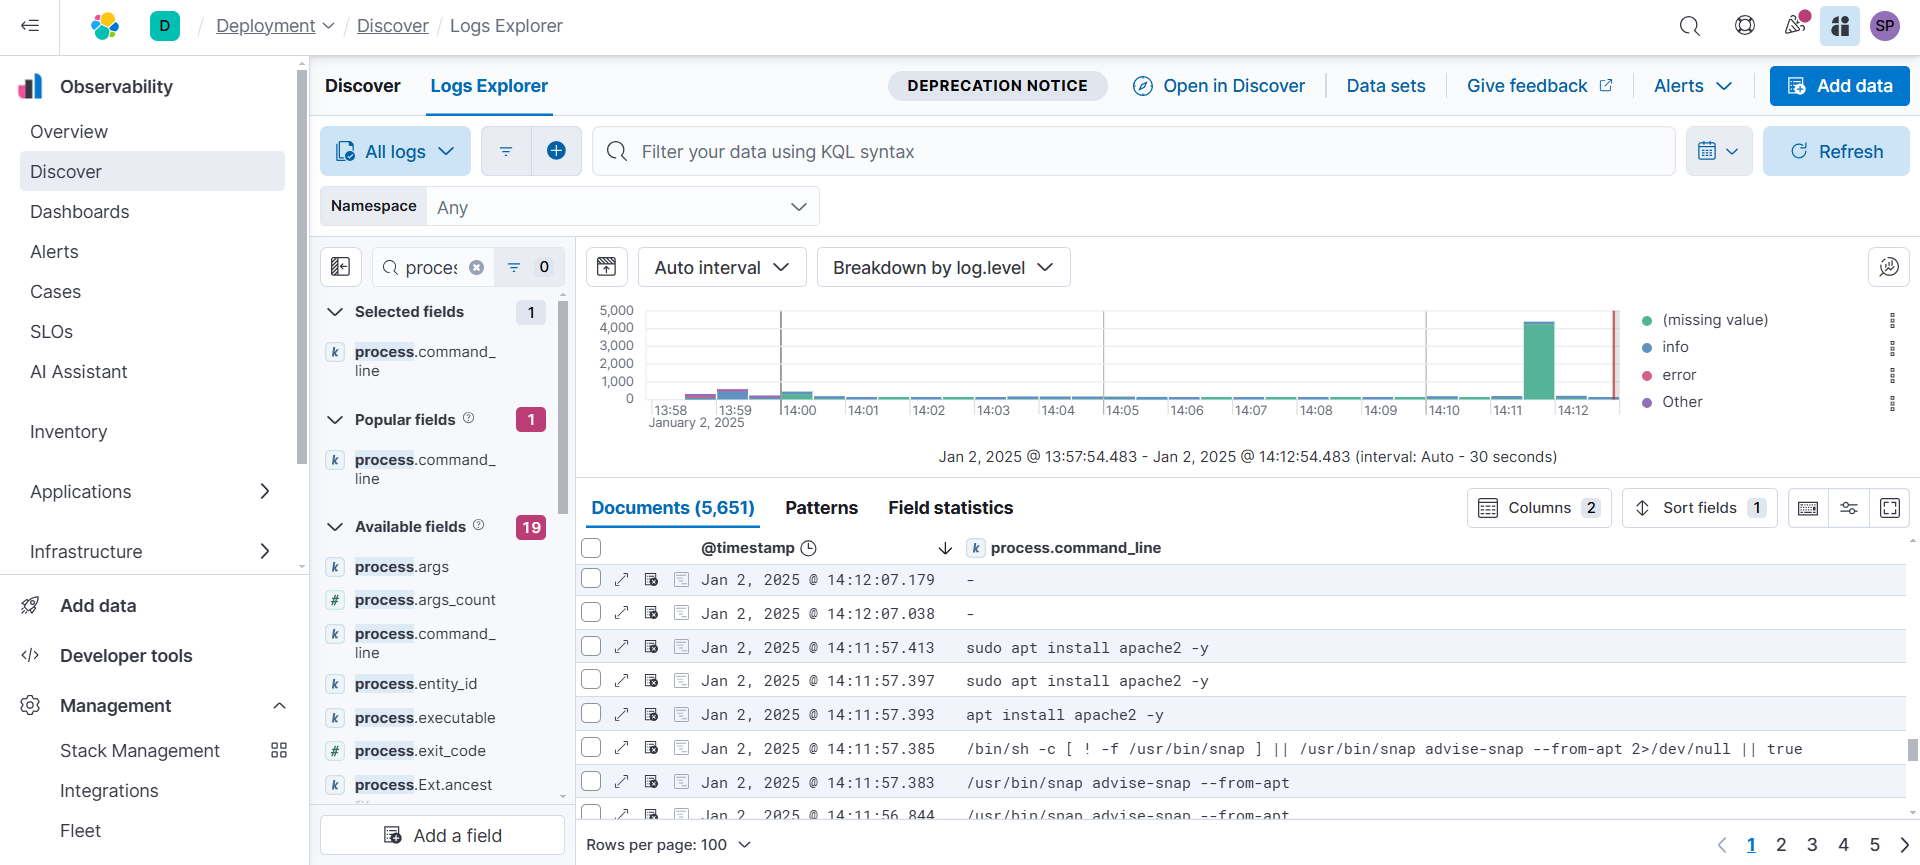 D / Deployment / Discover / Logs Explorer
SP
Observability
Overview
Discover
Dashboards
Alerts
Cases
SLOs
AI Assistant
Inventory
Applications
Infrastructure
Add data
Developer tools
Management
Stack Management
Integrations
Fleet
Discover
Logs Explorer
DEPRECATION NOTICE
Open in Discover
Data sets
Give feedback
Alerts
Add data
All logs
Filter your data using KQL syntax
Refresh
Namespace
Any
proces
0
Selected fields
1
k process.command_
line
Popular fields
1
k process.command_
line
Available fields
19
k process.args
# process.args_count
k process.command_
line
k process.entity_id
k process.executable
# process.exit_code
k process.Ext.ancest
Add a field
Auto interval
Breakdown by log.level
5,000
4,000
3,000
2,000
1,000
0
13:58 13:59 14:00 14:01 14:02 14:03 14:04 14:05 14:06 14:07 14:08 14:09 14:10 14:11 14:12
January 2, 2025
(missing value)
info
error
Other
Jan 2, 2025 @ 13:57:54.483 - Jan 2, 2025 @ 14:12:54.483 (interval: Auto - 30 seconds)
Documents (5,651)
Patterns
Field statistics
Columns 2
Sort fields 1
@timestamp
k process.command_line
Jan 2, 2025 @ 14:12:07.179 -
Jan 2, 2025 @ 14:12:07.038 -
Jan 2, 2025 @ 14:11:57.413 sudo apt install apache2 -y
Jan 2, 2025 @ 14:11:57.397 sudo apt install apache2 -y
Jan 2, 2025 @ 14:11:57.393 apt install apache2 -y
Jan 2, 2025 @ 14:11:57.385 /bin/sh -c [ ! -f /usr/bin/snap ] || /usr/bin/snap advise-snap --from-apt 2>/dev/null || true
Jan 2, 2025 @ 14:11:57.383 /usr/bin/snap advise-snap --from-apt
Jan 2, 2025 @ 14:11:56.844 /usr/bin/snap advise-snap --from-apt
Rows per page: 100
1 2 3 4 5